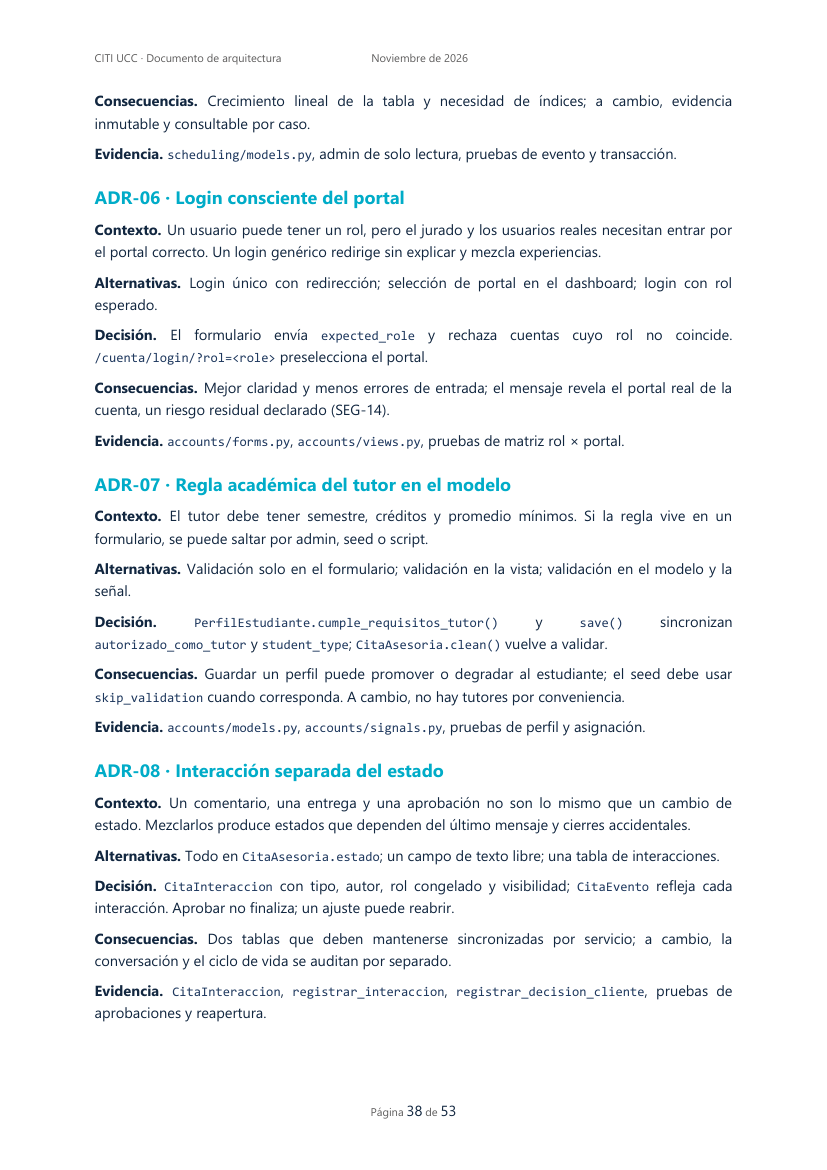 CITI UCC · Documento de arquitectura Noviembre de 2026
Consecuencias. Crecimiento lineal de la tabla y necesidad de índices; a cambio, evidencia
inmutable y consultable por caso.
Evidencia. scheduling/models.py, admin de solo lectura, pruebas de evento y transacción.
ADR-06 · Login consciente del portal
Contexto. Un usuario puede tener un rol, pero el jurado y los usuarios reales necesitan entrar por
el portal correcto. Un login genérico redirige sin explicar y mezcla experiencias.
Alternativas. Login único con redirección; selección de portal en el dashboard; login con rol
esperado.
Decisión. El formulario envía expected_role y rechaza cuentas cuyo rol no coincide.
/cuenta/login/?rol=<role> preselecciona el portal.
Consecuencias. Mejor claridad y menos errores de entrada; el mensaje revela el portal real de la
cuenta, un riesgo residual declarado (SEG-14).
Evidencia. accounts/forms.py, accounts/views.py, pruebas de matriz rol × portal.
ADR-07 · Regla académica del tutor en el modelo
Contexto. El tutor debe tener semestre, créditos y promedio mínimos. Si la regla vive en un
formulario, se puede saltar por admin, seed o script.
Alternativas. Validación solo en el formulario; validación en la vista; validación en el modelo y la
señal.
Decisión. PerfilEstudiante.cumple_requisitos_tutor() y save() sincronizan
autorizado_como_tutor y student_type; CitaAsesoria.clean() vuelve a validar.
Consecuencias. Guardar un perfil puede promover o degradar al estudiante; el seed debe usar
skip_validation cuando corresponda. A cambio, no hay tutores por conveniencia.
Evidencia. accounts/models.py, accounts/signals.py, pruebas de perfil y asignación.
ADR-08 · Interacción separada del estado
Contexto. Un comentario, una entrega y una aprobación no son lo mismo que un cambio de
estado. Mezclarlos produce estados que dependen del último mensaje y cierres accidentales.
Alternativas. Todo en CitaAsesoria.estado; un campo de texto libre; una tabla de interacciones.
Decisión. CitaInteraccion con tipo, autor, rol congelado y visibilidad; CitaEvento refleja cada
interacción. Aprobar no finaliza; un ajuste puede reabrir.
Consecuencias. Dos tablas que deben mantenerse sincronizadas por servicio; a cambio, la
conversación y el ciclo de vida se auditan por separado.
Evidencia. CitaInteraccion, registrar_interaccion, registrar_decision_cliente, pruebas de
aprobaciones y reapertura.
Página 38 de 53